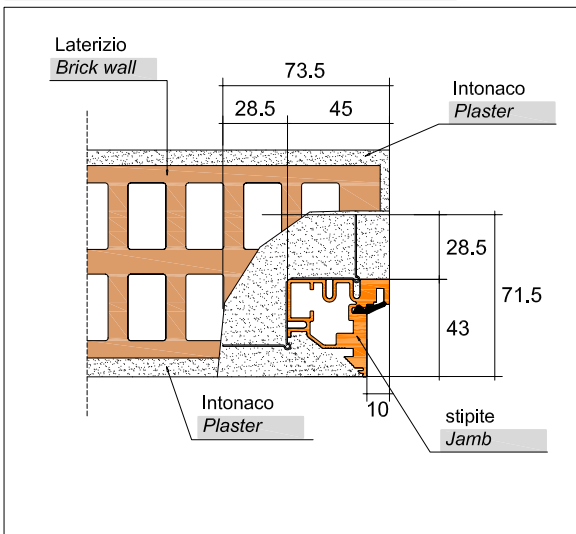 Laterizio
Brick wall
73.5
28.5
45
Intonaco
Plaster
28.5
71.5
43
10
Intonaco
Plaster
stipite
Jamb